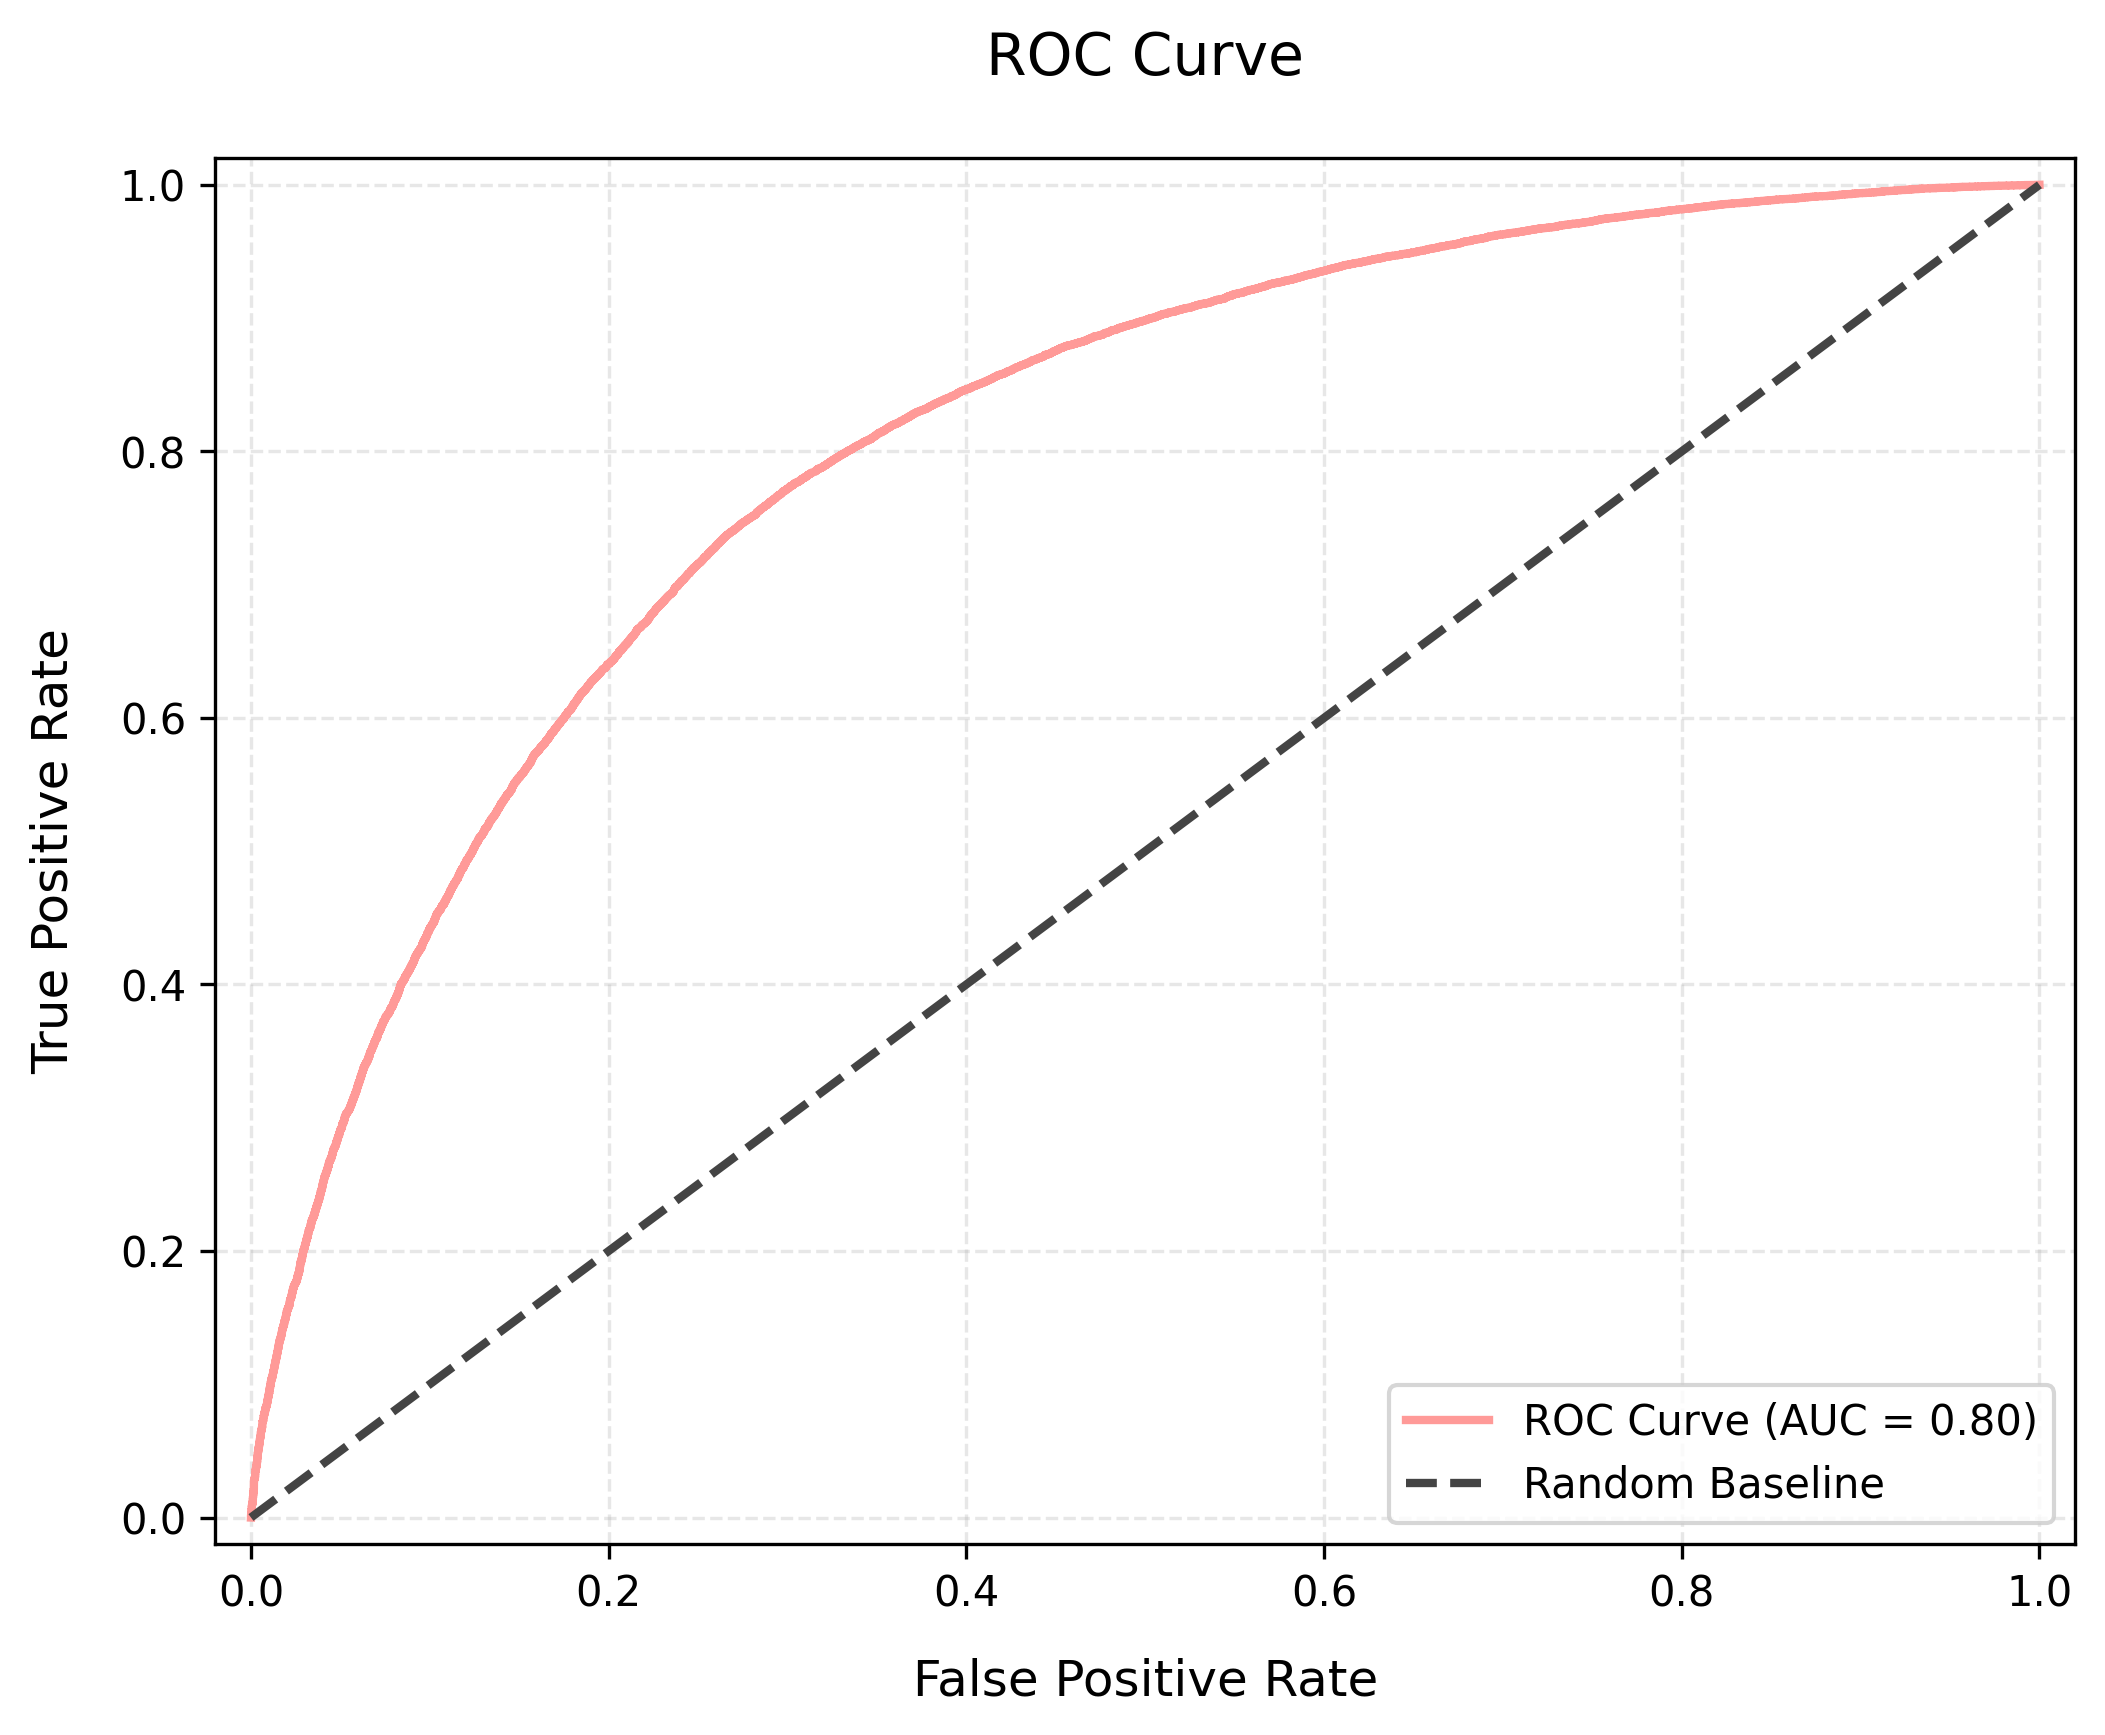 ROC Curve
True Positive Rate
1.0
0.8
0.6
0.4
0.2
0.0
0.0 0.2 0.4 0.6 0.8 1.0
False Positive Rate
ROC Curve (AUC = 0.80)
Random Baseline